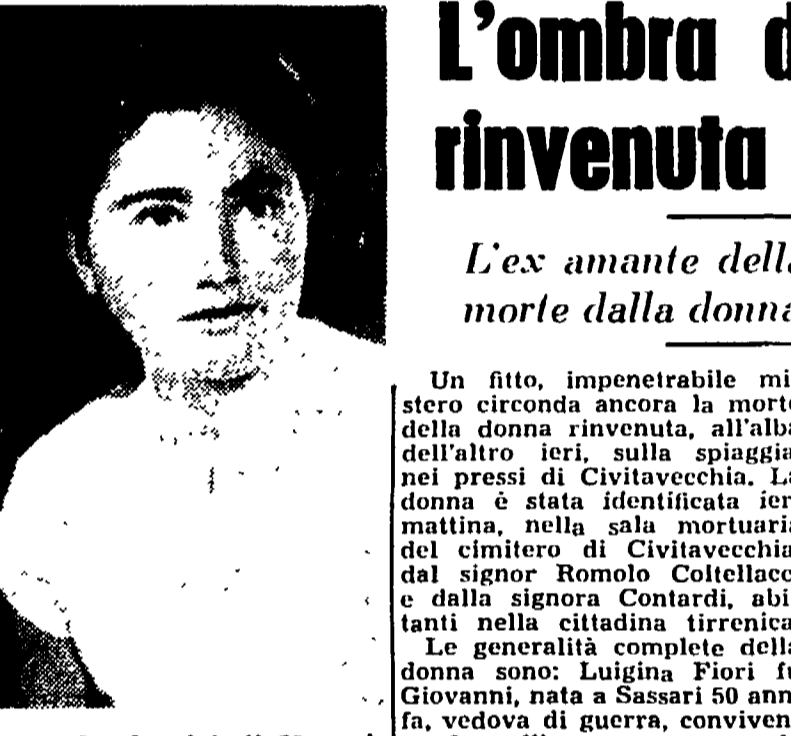 L'ombra d
rinvenuta
L'ex amante della
morte dalla donna
Un fitto, impenetrabile mi-
stero circonda ancora la morte
della donna rinvenuta, all'alba
dell'altro ieri, sulla spiaggia
nei pressi di Civitavecchia. La
donna è stata identificata ieri
mattina, nella sala mortuaria
del cimitero di Civitavecchia
dal signor Romolo Coltellacc
e dalla signora Contardi, abi-
tanti nella cittadina tirrenica.
Le generalità complete della
donna sono: Luigina Fiori fu
Giovanni, nata a Sassari 50 ann
fa, vedova di guerra, conviven